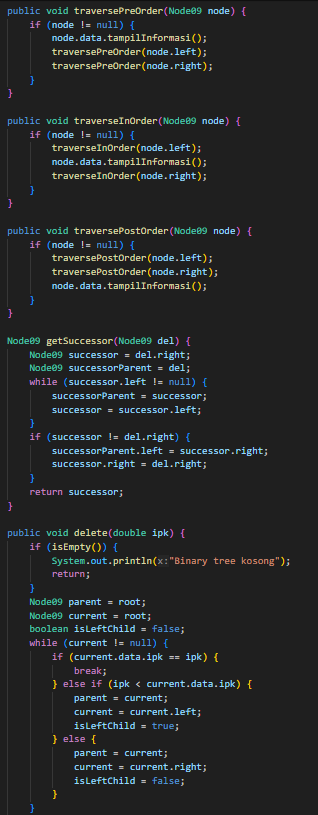 public void traversePreOrder(Node09 node) {
    if (node != null) {
        node.data.tampilInformasi();
        traversePreOrder(node.left);
        traversePreOrder(node.right);
    }
}

public void traverseInOrder(Node09 node) {
    if (node != null) {
        traverseInOrder(node.left);
        node.data.tampilInformasi();
        traverseInOrder(node.right);
    }
}

public void traversePostOrder(Node09 node) {
    if (node != null) {
        traversePostOrder(node.left);
        traversePostOrder(node.right);
        node.data.tampilInformasi();
    }
}

Node09 getSuccessor(Node09 del) {
    Node09 successor = del.right;
    Node09 successorParent = del;
    while (successor.left != null) {
        successorParent = successor;
        successor = successor.left;
    }
    if (successor != del.right) {
        successorParent.left = successor.right;
        successor.right = del.right;
    }
    return successor;
}

public void delete(double ipk) {
    if (isEmpty()) {
        System.out.println(x:"Binary tree kosong");
        return;
    }
    Node09 parent = root;
    Node09 current = root;
    boolean isLeftChild = false;
    while (current != null) {
        if (current.data.ipk == ipk) {
            break;
        } else if (ipk < current.data.ipk) {
            parent = current;
            current = current.left;
            isLeftChild = true;
        } else {
            parent = current;
            current = current.right;
            isLeftChild = false;
        }
    }